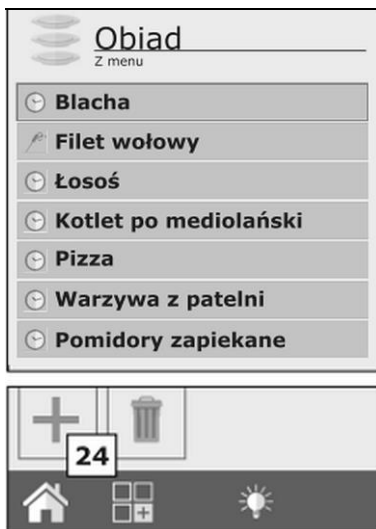 Obiad
Z menu
Blacha
Filet wołowy
Łosoś
Kotlet po mediolański
Pizza
Warzywa z patelni
Pomidory zapiekane
24